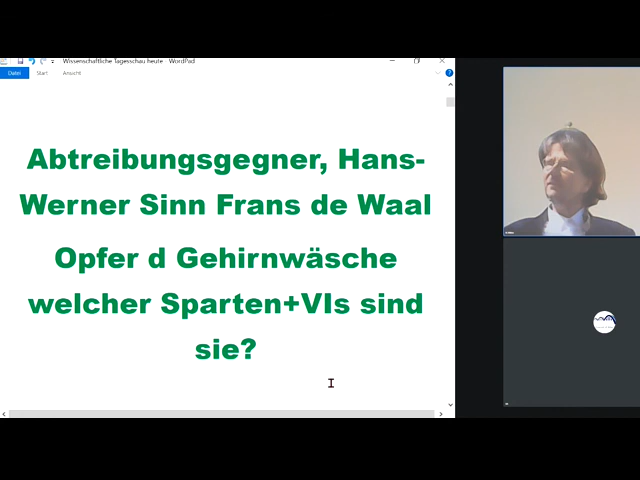 Wissenschaftliche Tagesschau heute - WordPad
Datei Start Ansicht
Abtreibungsgegner, Hans-
Werner Sinn Frans de Waal
Opfer d Gehirnwäsche
welcher Sparten+VIs sind
sie?